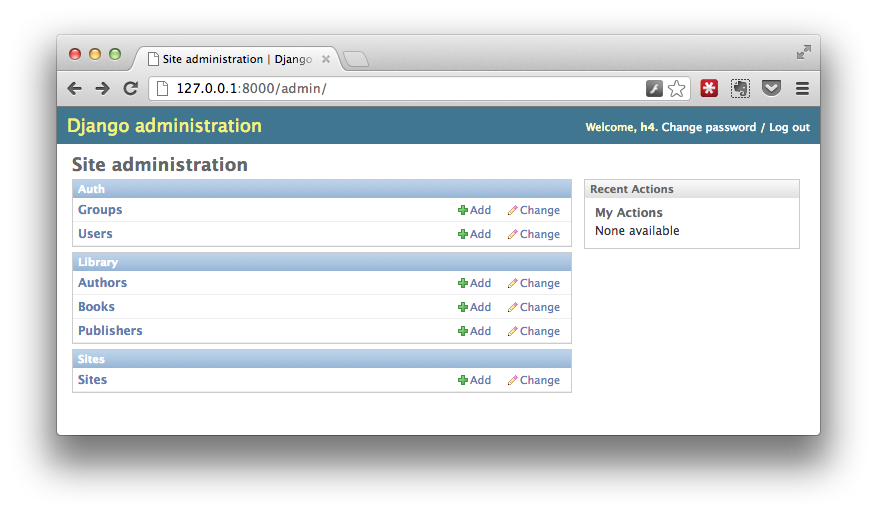 Site administration | Django
127.0.0.1:8000/admin/
Django administration
Welcome, h4. Change password / Log out
Site administration
Auth
Groups Add Change
Users Add Change
Library
Authors Add Change
Books Add Change
Publishers Add Change
Sites
Sites Add Change
Recent Actions
My Actions
None available